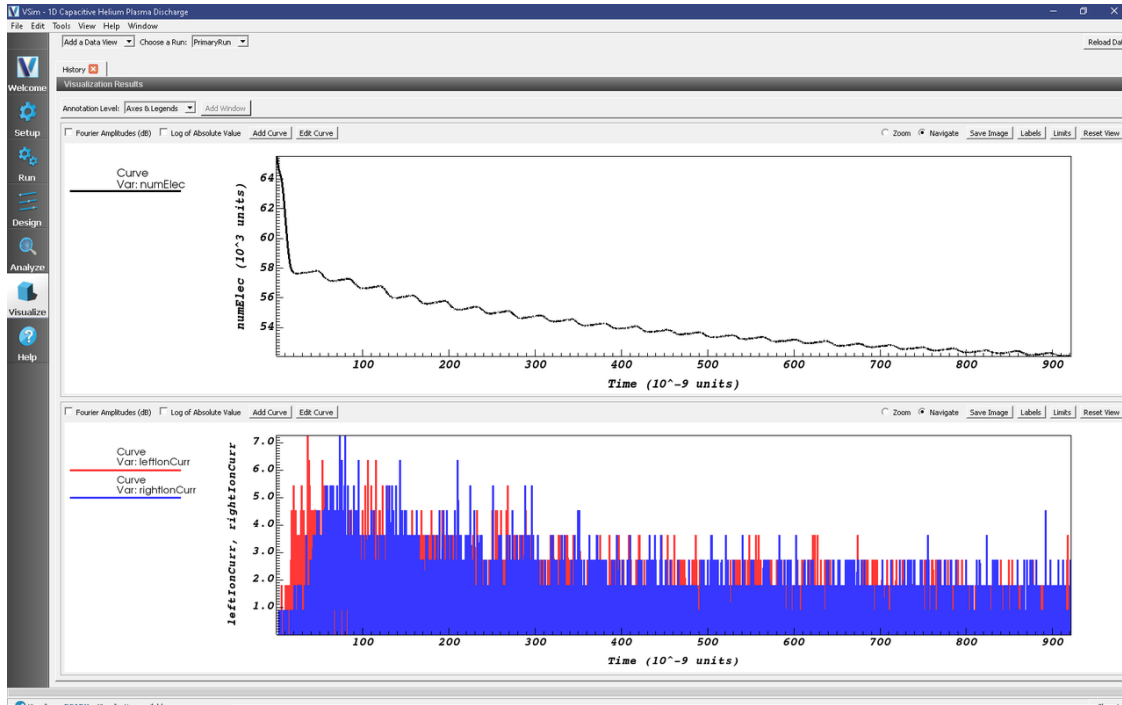 VSim - 1D Capacitive Helium Plasma Discharge
File Edit Tools View Help Window
Add a Data View Choose a Run: PrimaryRun Reload Dat
History
Visualization Results
Annotation Level: Axes & Legends Add Window
Fourier Amplitudes (dB) Log of Absolute Value Add Curve Edit Curve Zoom Navigate Save Image Labels Limits Reset View
Curve
Var: numElec
numElec (10^3 units)
64
62
60
58
56
54
100 200 300 400 500 600 700 800 900
Time (10^-9 units)
Fourier Amplitudes (dB) Log of Absolute Value Add Curve Edit Curve Zoom Navigate Save Image Labels Limits Reset View
Curve
Var: leftIonCurr
Curve
Var: rightIonCurr
leftIonCurr, rightIonCurr
7.0
6.0
5.0
4.0
3.0
2.0
1.0
100 200 300 400 500 600 700 800 900
Time (10^-9 units)
Welcome
Setup
Run
Design
Analyze
Visualize
Help